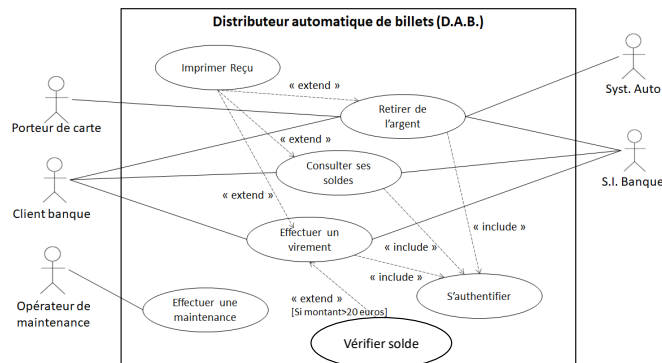 Distributeur automatique de billets (D.A.B.)
Imprimer Reçu
« extend »
Syst. Auto
Porteur de carte
Retirer de
l'argent
« extend »
Consulter ses
soldes
S.I. Banque
« extend »
Client banque
Effectuer un
virement
« include »
« include »
« include »
Opérateur de
maintenance
Effectuer une
maintenance
« extend »
[Si montant>20 euros]
S'authentifier
Vérifier solde